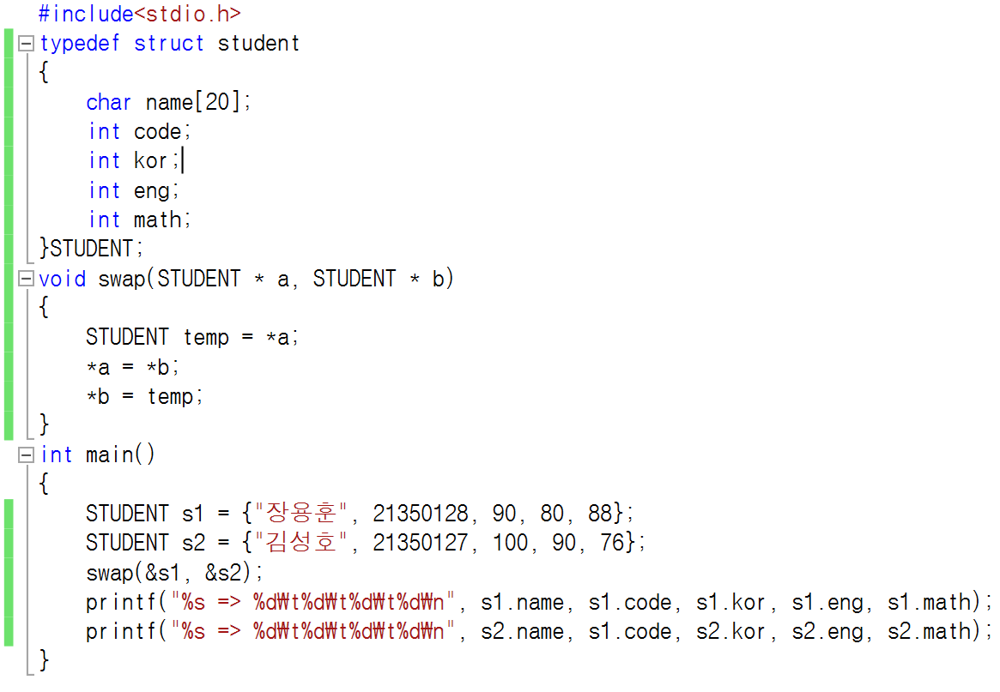 #include<stdio.h>
typedef struct student
{
    char name[20];
    int code;
    int kor;
    int eng;
    int math;
}STUDENT;
void swap(STUDENT * a, STUDENT * b)
{
    STUDENT temp = *a;
    *a = *b;
    *b = temp;
}
int main()
{
    STUDENT s1 = {"장용훈", 21350128, 90, 80, 88};
    STUDENT s2 = {"김성호", 21350127, 100, 90, 76};
    swap(&s1, &s2);
    printf("%s => %d₩t%d₩t%d₩t%d₩n", s1.name, s1.code, s1.kor, s1.eng, s1.math);
    printf("%s => %d₩t%d₩t%d₩t%d₩n", s2.name, s1.code, s2.kor, s2.eng, s2.math);
}